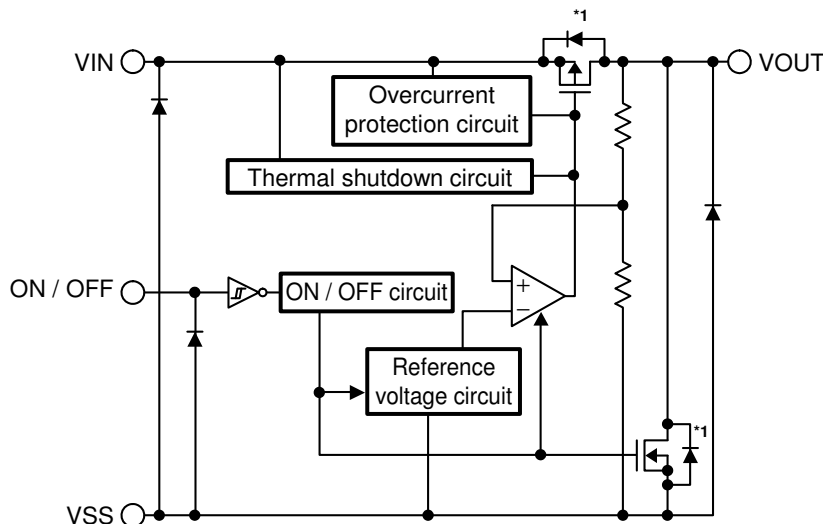 *1
VIN
VOUT
Overcurrent
protection circuit
Thermal shutdown circuit
ON / OFF
ON / OFF circuit
+
−
Reference
voltage circuit
*1
VSS